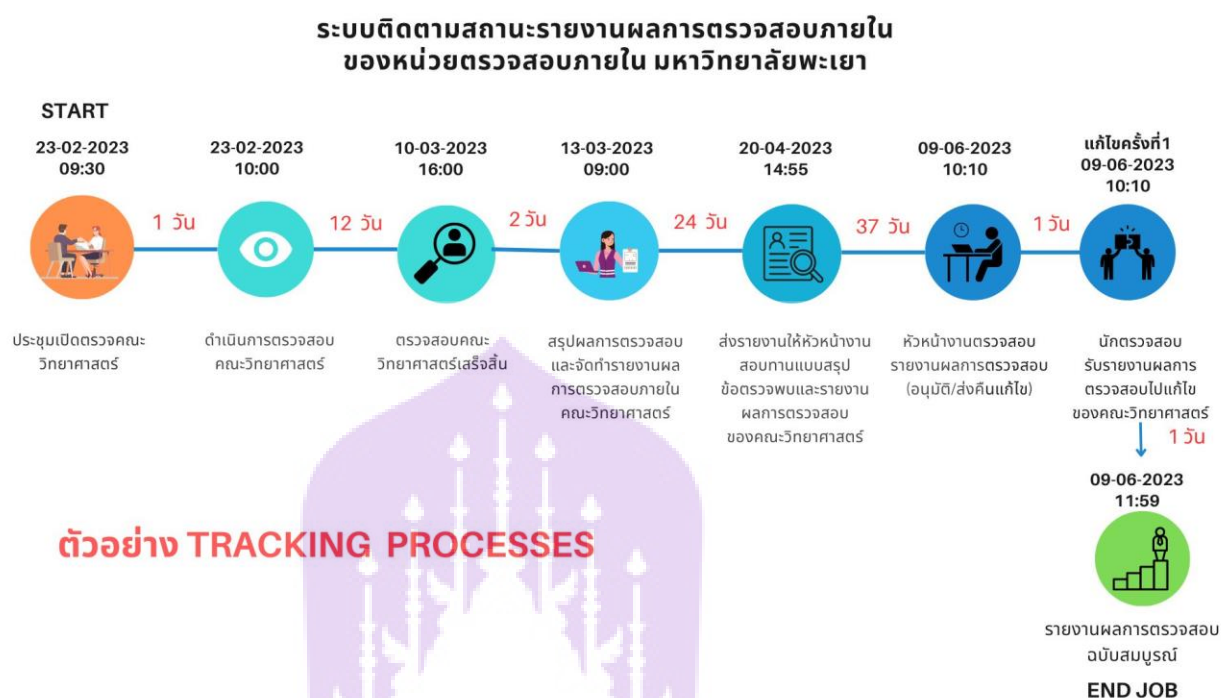 ระบบติดตามสถานะรายงานผลการตรวจสอบภายใน
ของหน่วยตรวจสอบภายใน มหาวิทยาลัยพะเยา
START
23-02-2023
09:30
ประชุมเปิดตรวจคณะ
วิทยาศาสตร์
1 วัน
23-02-2023
10:00
ดำเนินการตรวจสอบ
คณะวิทยาศาสตร์
12 วัน
10-03-2023
16:00
ตรวจสอบคณะ
วิทยาศาสตร์เสร็จสิ้น
2 วัน
13-03-2023
09:00
สรุปผลการตรวจสอบ
และจัดทำรายงานผล
การตรวจสอบภายใน
คณะวิทยาศาสตร์
24 วัน
20-04-2023
14:55
ส่งรายงานให้หัวหน้างาน
สอบทานแบบสรุป
ข้อตรวจพบและรายงาน
ผลการตรวจสอบ
ของคณะวิทยาศาสตร์
37 วัน
09-06-2023
10:10
หัวหน้างานตรวจสอบ
รายงานผลการตรวจสอบ
(อนุมัติ/ส่งคืนแก้ไข)
1 วัน
แก้ไขครั้งที่1
09-06-2023
10:10
นักตรวจสอบ
รับรายงานผลการ
ตรวจสอบไปแก้ไข
ของคณะวิทยาศาสตร์
1 วัน
09-06-2023
11:59
รายงานผลการตรวจสอบ
ฉบับสมบูรณ์
END JOB
ตัวอย่าง TRACKING PROCESSES